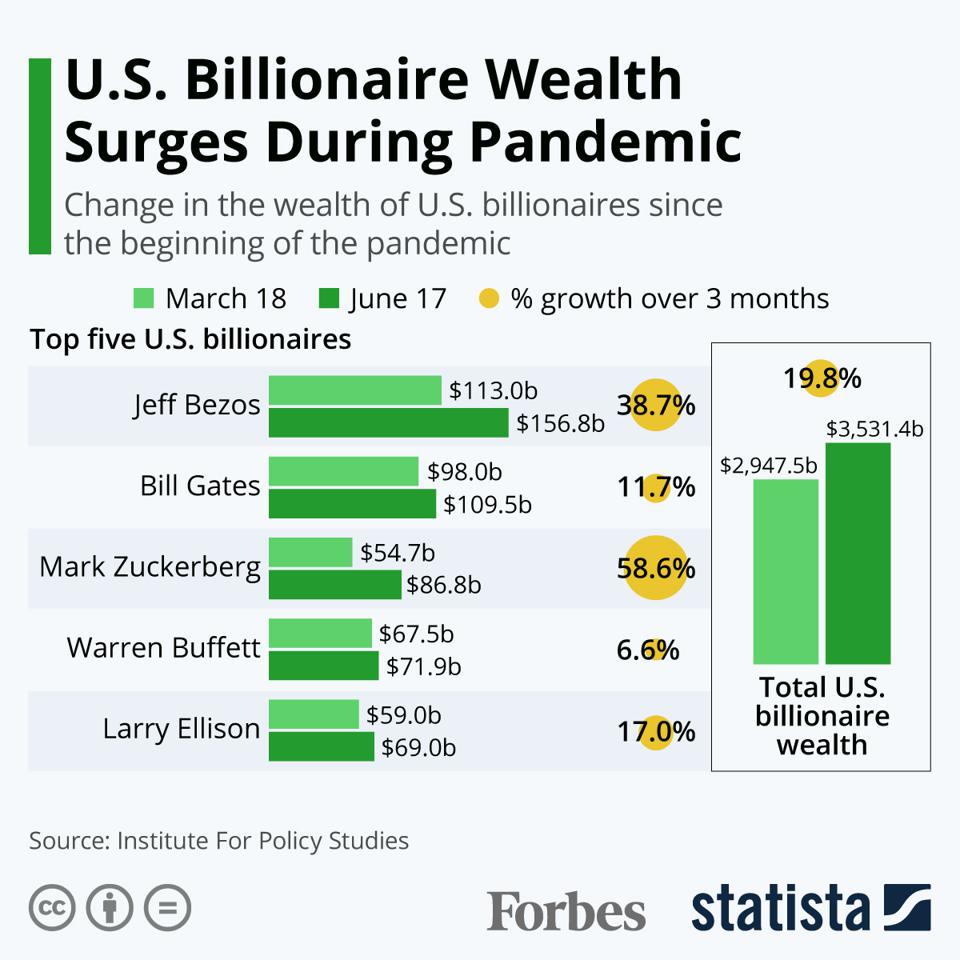 U.S. Billionaire Wealth
Surges During Pandemic
Change in the wealth of U.S. billionaires since
the beginning of the pandemic
March 18 June 17 % growth over 3 months
Top five U.S. billionaires
Jeff Bezos $113.0b $156.8b 38.7%
Bill Gates $98.0b $109.5b 11.7%
Mark Zuckerberg $54.7b $86.8b 58.6%
Warren Buffett $67.5b $71.9b 6.6%
Larry Ellison $59.0b $69.0b 17.0%
19.8%
$3,531.4b
$2,947.5b
Total U.S.
billionaire
wealth
Source: Institute For Policy Studies
cc Forbes statista